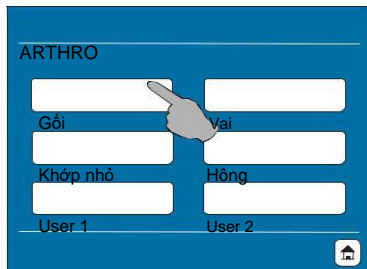 ARTHRO
Gối
Vai
Khớp nhỏ
Hông
User 1
User 2